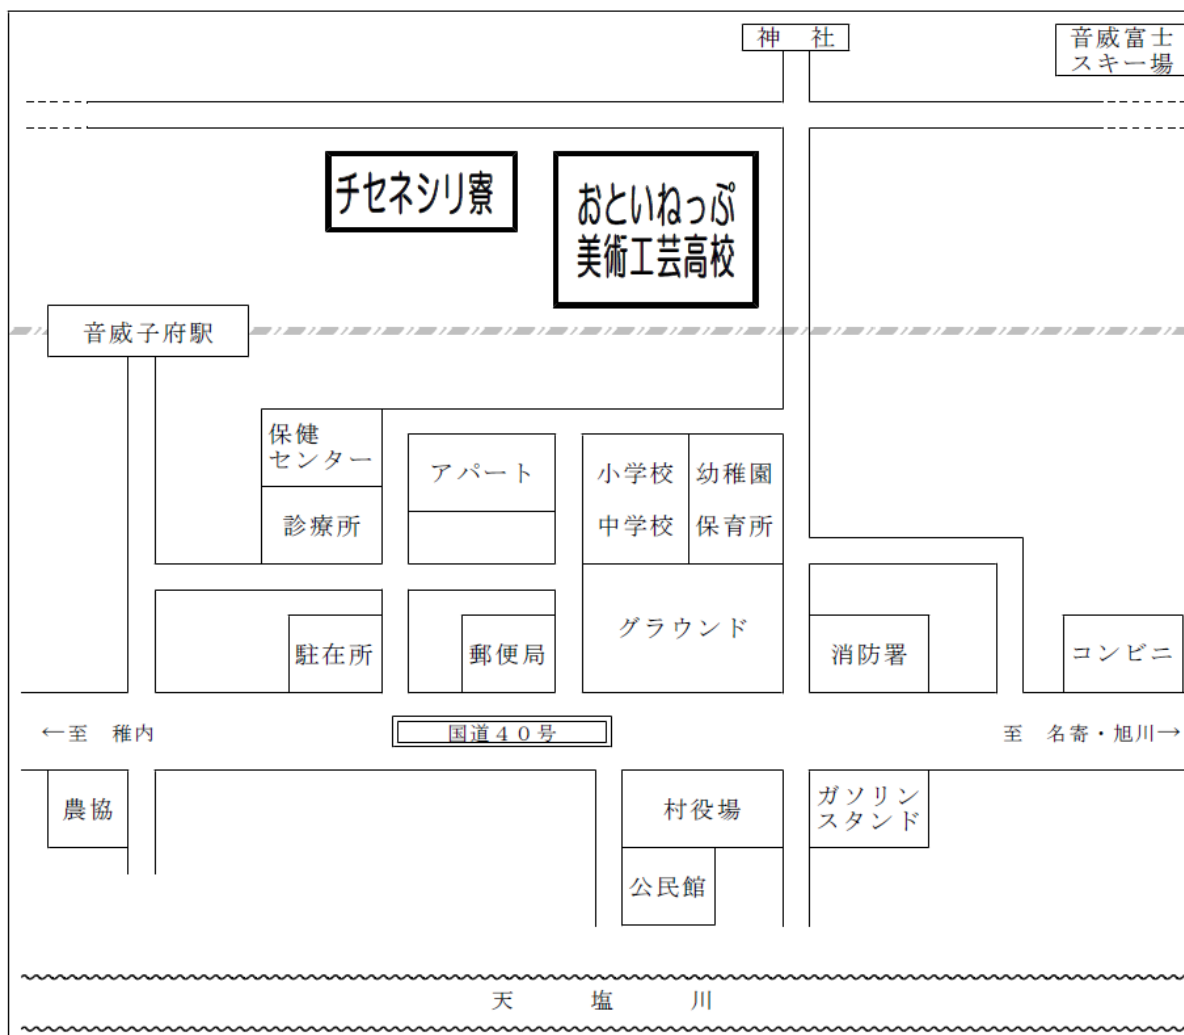 神　社
音威富士
スキー場
チセネシリ寮
おといねっぷ
美術工芸高校
音威子府駅
保健
センター
アパート
小学校
幼稚園
診療所
中学校
保育所
グラウンド
駐在所
郵便局
消防署
コンビニ
←至　稚内
国道４０号
至　名寄・旭川→
農協
村役場
ガソリン
スタンド
公民館
天　塩　川